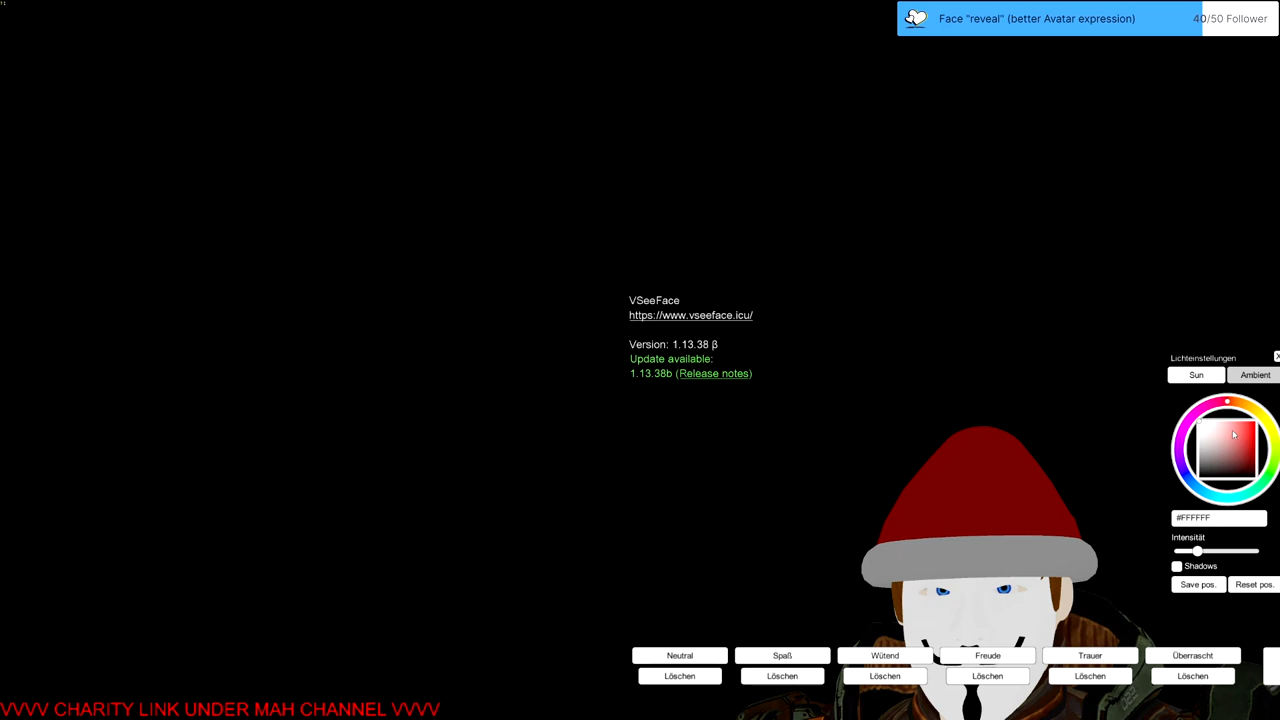 Face "reveal" (better Avatar expression) 40/50 Follower
VSeeFace
https://www.vseeface.icu/
Version: 1.13.38 β
Update available:
1.13.38b (Release notes)
Lichteinstellungen X
Sun Ambient
#FFFFFF
Intensität
Shadows
Save pos. Reset pos.
Neutral Spaß Wütend Freude Trauer Überrascht
Löschen Löschen Löschen Löschen Löschen Löschen
VVVV CHARITY LINK UNDER MAH CHANNEL VVVV